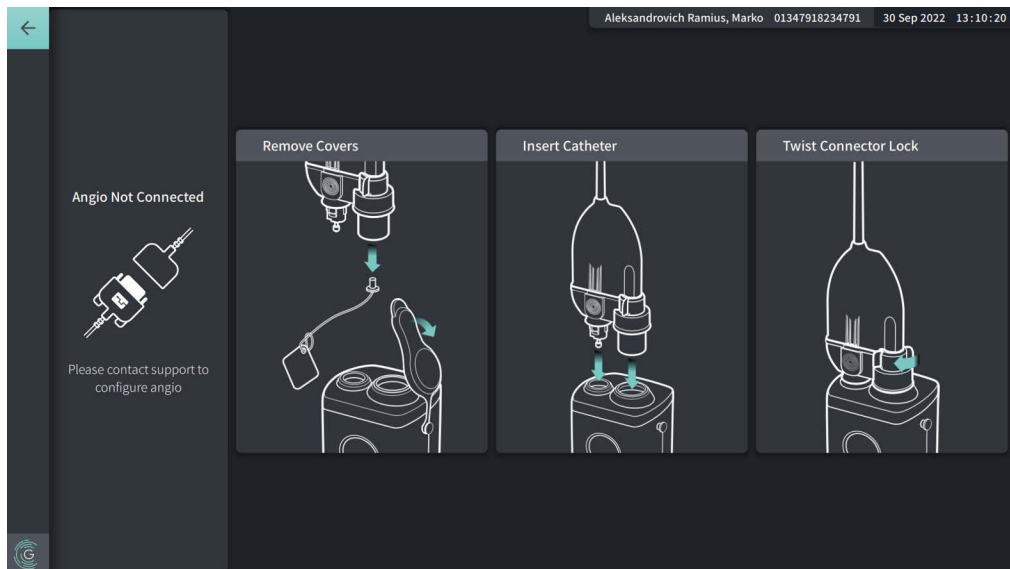 Aleksandrovich Ramius, Marko 01347918234791 30 Sep 2022 13:10:20
Angio Not Connected
Please contact support to
configure angio
Remove Covers
Insert Catheter
Twist Connector Lock
G